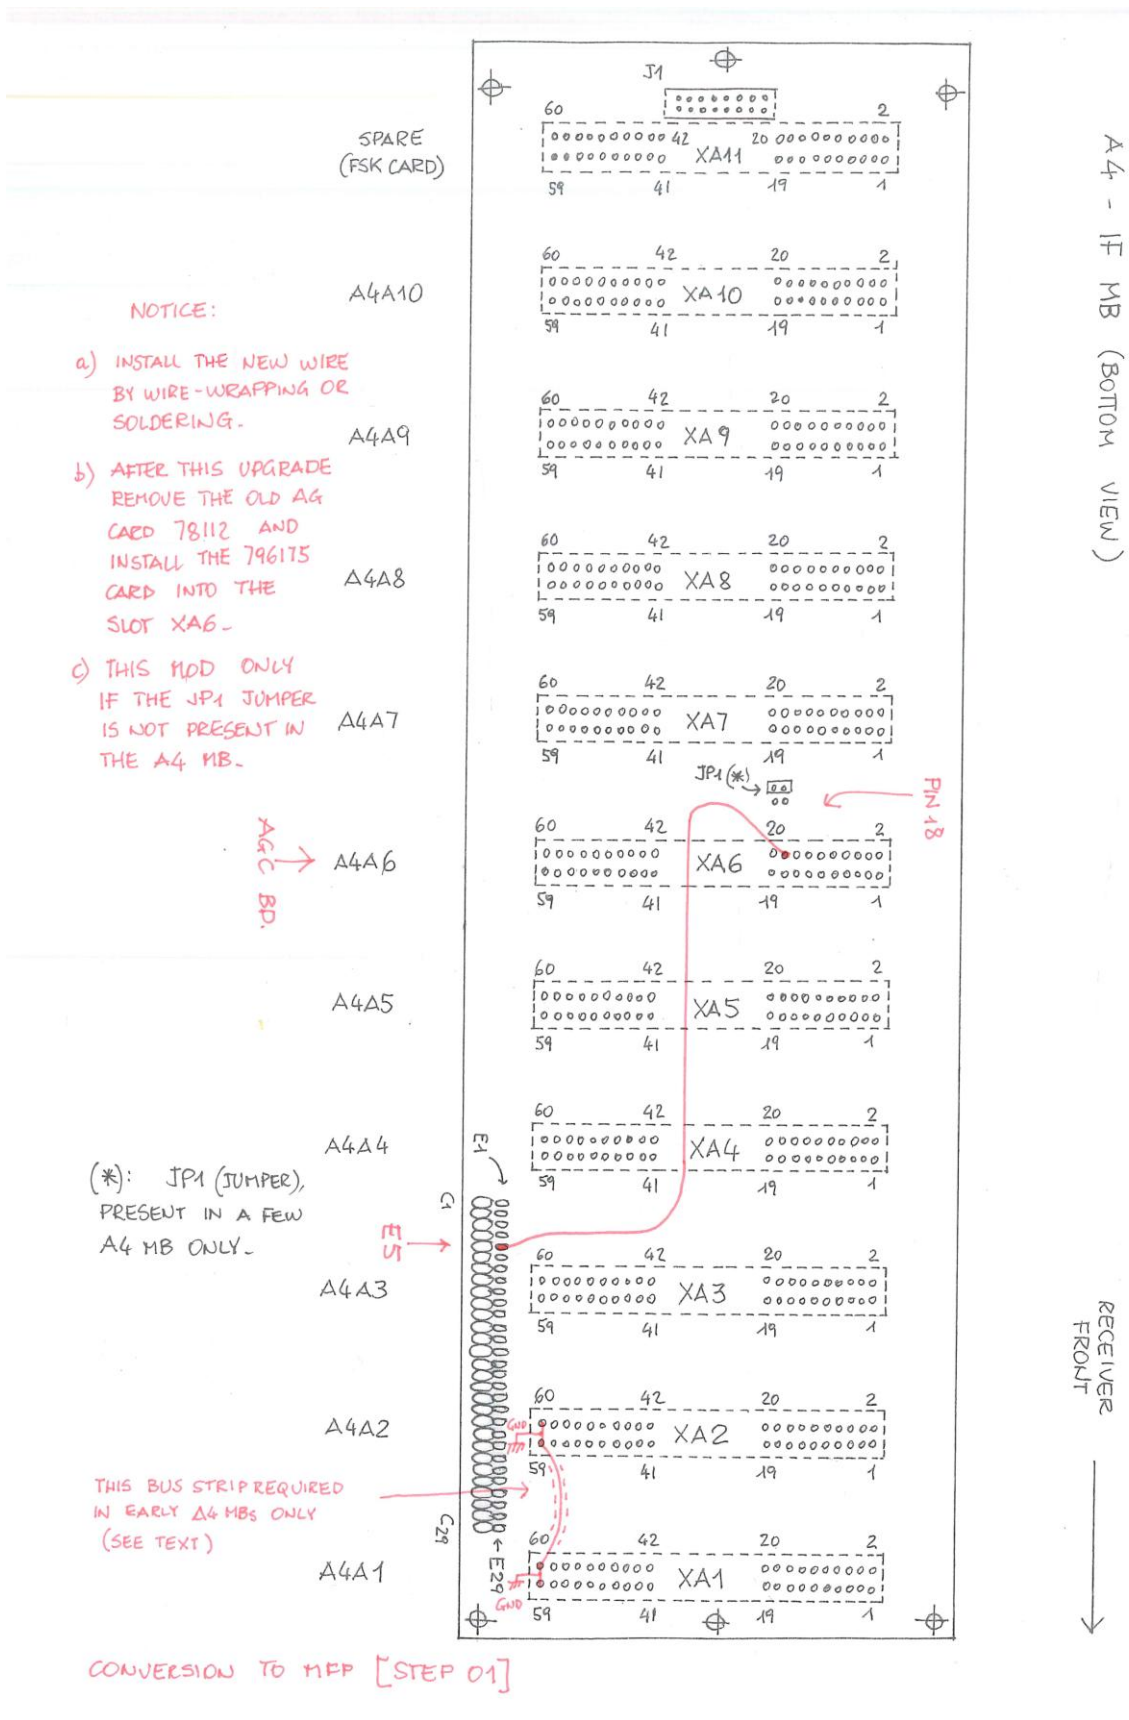 J1
60 2
SPARE
(FSK CARD)
42 XA11 20
59 41 19 1
A4 - IF MB (BOTTOM VIEW)
60 42 20 2
A4A10
XA10
59 41 19 1
NOTICE:
a) INSTALL THE NEW WIRE
BY WIRE-WRAPPING OR
SOLDERING-
60 42 20 2
A4A9
XA9
59 41 19 1
b) AFTER THIS UPGRADE
REMOVE THE OLD AG
CARD 78112 AND
INSTALL THE 796175
CARD INTO THE
SLOT XA6-
60 42 20 2
A4A8
XA8
59 41 19 1
c) THIS MOD ONLY
IF THE JP1 JUMPER
IS NOT PRESENT IN
THE A4 MB-
60 42 20 2
A4A7
XA7
59 41 19 1
JP1 (*)
PIN 18
60 42 20 2
AGC BD.
A4A6
XA6
59 41 19 1
60 42 20 2
A4A5
XA5
59 41 19 1
60 42 20 2
A4A4
XA4
59 41 19 1
E1
C1
(*): JP1 (JUMPER),
PRESENT IN A FEW
A4 MB ONLY-
E5
60 42 20 2
A4A3
XA3
59 41 19 1
RECEIVER
FRONT
60 42 20 2
A4A2
GND
XA2
59 41 19 1
THIS BUS STRIP REQUIRED
IN EARLY A4 MBs ONLY
(SEE TEXT)
C29
E29
60 42 20 2
A4A1
XA1
GND
59 41 19 1
CONVERSION TO MFP [STEP 01]